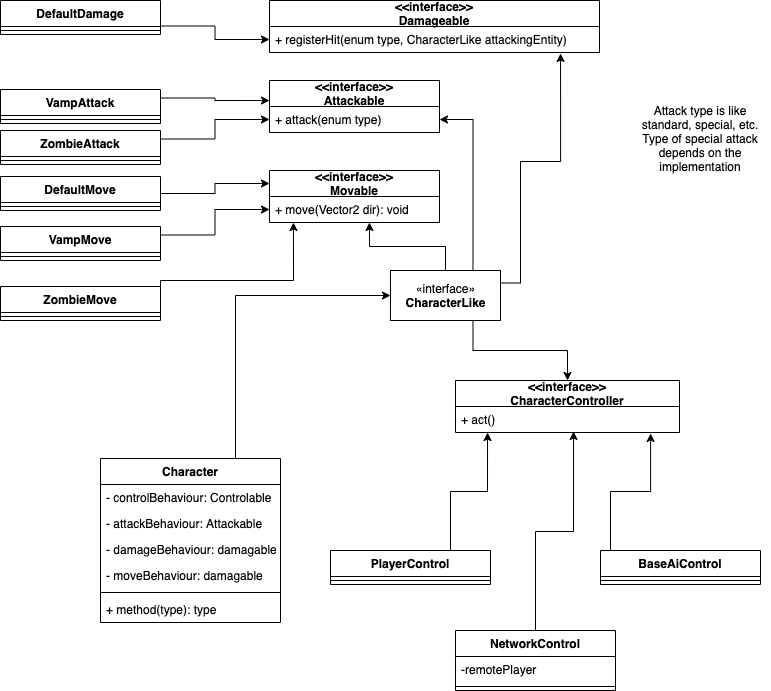 DefaultDamage
<<interface>>
Damageable
+ registerHit(enum type, CharacterLike attackingEntity)
VampAttack
<<interface>>
Attackable
+ attack(enum type)
ZombieAttack
Attack type is like
standard, special, etc.
Type of special attack
depends on the
implementation
DefaultMove
<<interface>>
Movable
+ move(Vector2 dir): void
VampMove
ZombieMove
«interface»
CharacterLike
<<interface>>
CharacterController
+ act()
Character
- controlBehaviour: Controlable
- attackBehaviour: Attackable
- damageBehaviour: damagable
- moveBehaviour: damagable
+ method(type): type
PlayerControl
BaseAiControl
NetworkControl
-remotePlayer